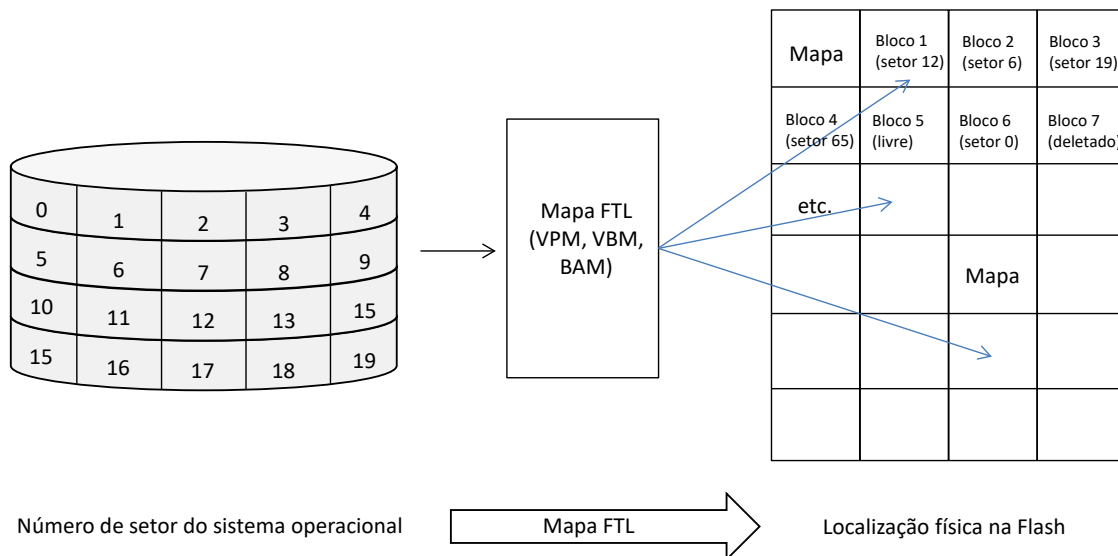 0 1 2 3 4
5 6 7 8 9
10 11 12 13 15
15 16 17 18 19
Mapa FTL
(VPM, VBM,
BAM)
Mapa
Bloco 1
(setor 12)
Bloco 2
(setor 6)
Bloco 3
(setor 19)
Bloco 4
(setor 65)
Bloco 5
(livre)
Bloco 6
(setor 0)
Bloco 7
(deletado)
etc.
Mapa
Número de setor do sistema operacional
Mapa FTL
Localização física na Flash